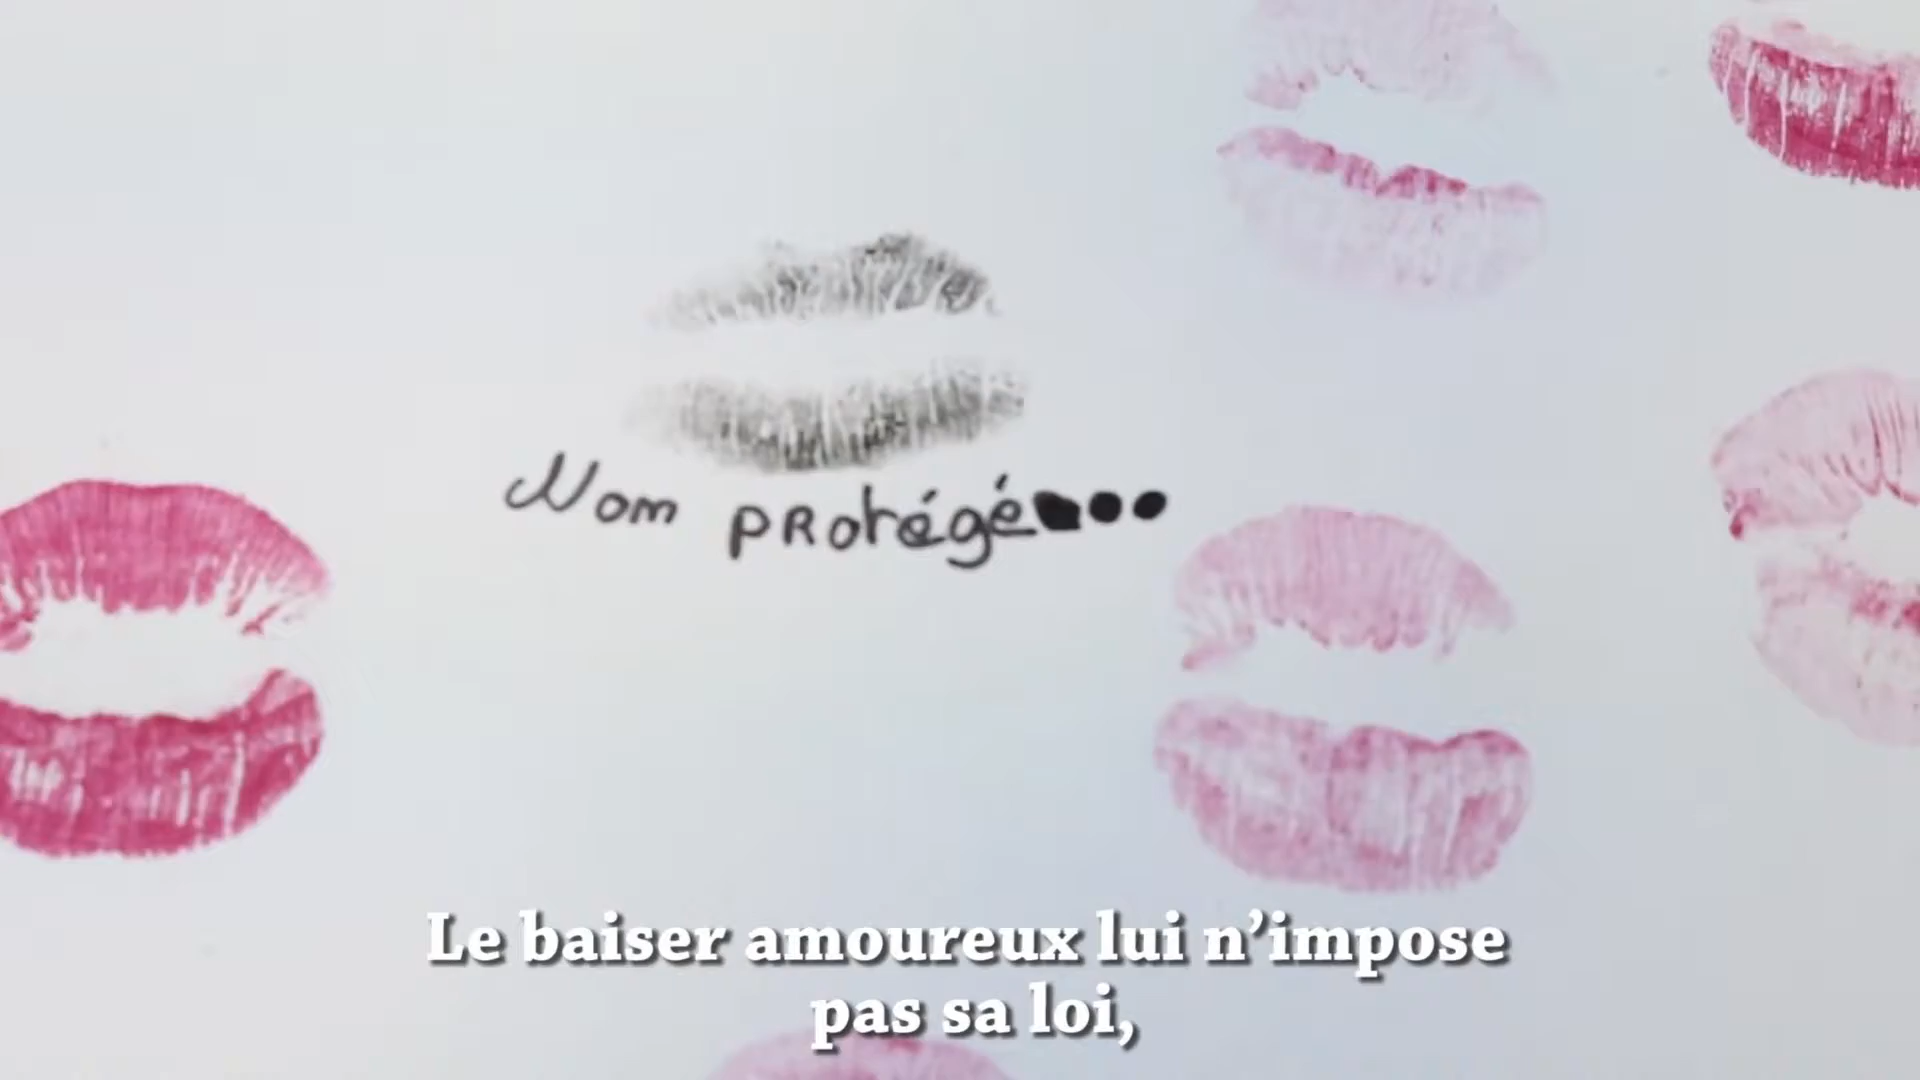 Nom protégé...
Le baiser amoureux lui n’impose
pas sa loi,